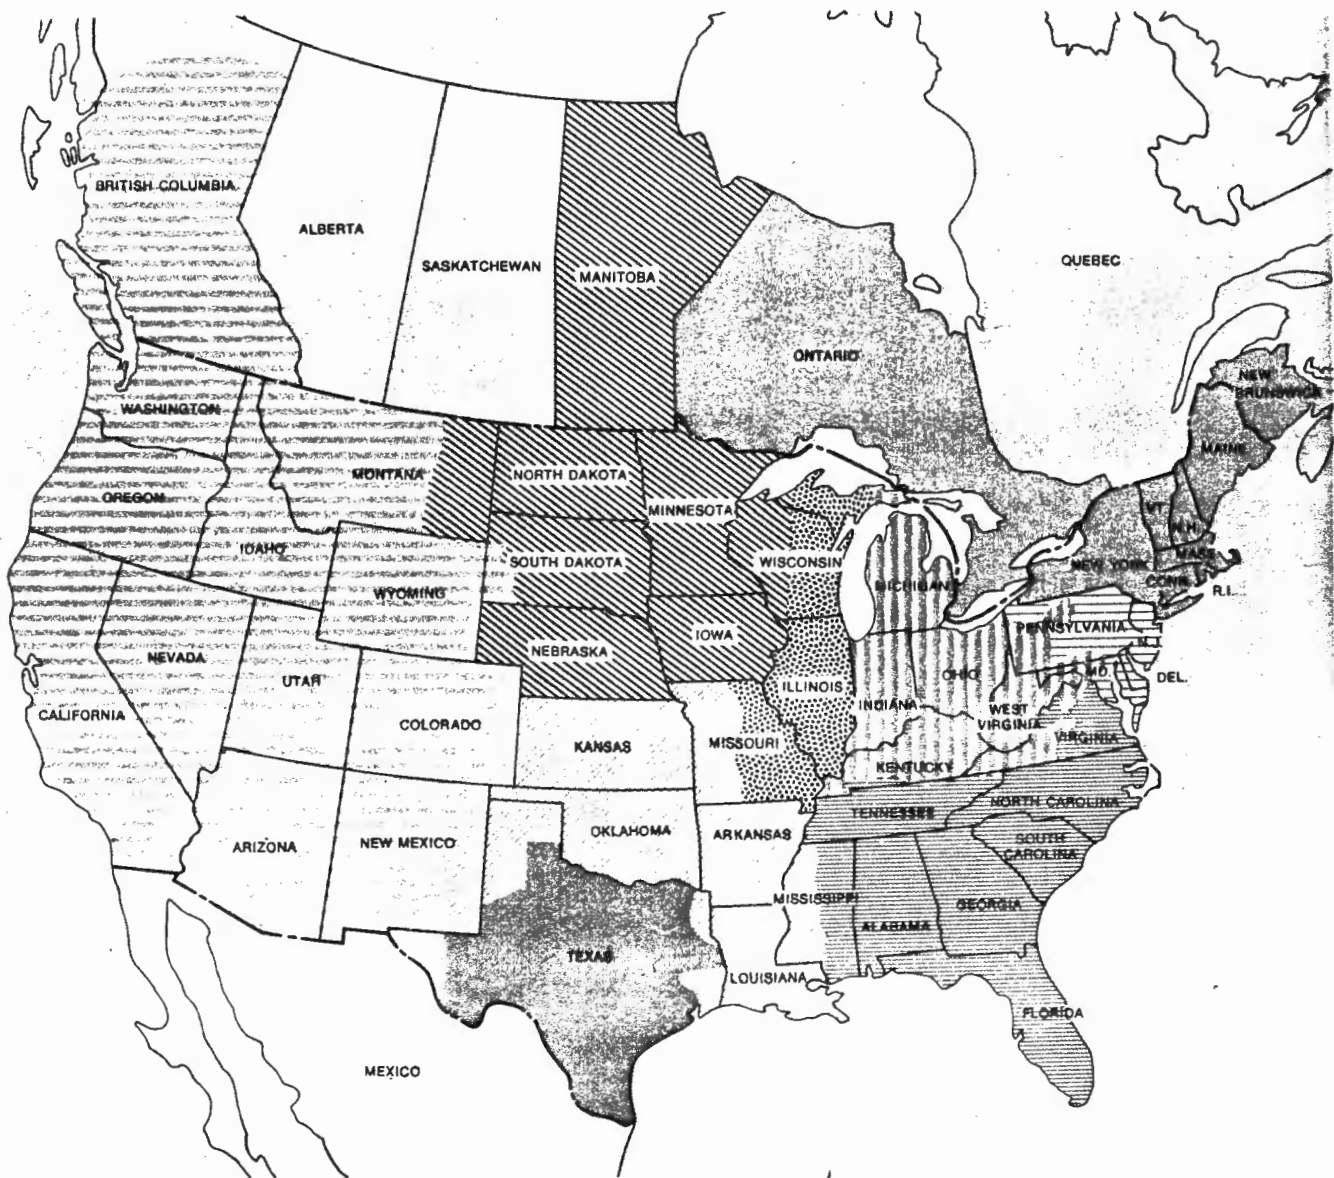 BRITISH COLUMBIA
ALBERTA
SASKATCHEWAN
MANITOBA
QUEBEC
ONTARIO
NEW
BRUNSWICK
MAINE
WASHINGTON
MONTANA
NORTH DAKOTA
MINNESOTA
OREGON
VT.
N.H.
IDAHO
SOUTH DAKOTA
WISCONSIN
MICHIGAN
NEW YORK
MASS.
CONN.
R.I.
WYOMING
NEBRASKA
IOWA
PENNSYLVANIA
N.J.
NEVADA
UTAH
ILLINOIS
INDIANA
OHIO
WEST
VIRGINIA
MD.
DEL.
CALIFORNIA
COLORADO
KANSAS
MISSOURI
KENTUCKY
VIRGINIA
ARIZONA
NEW MEXICO
OKLAHOMA
ARKANSAS
TENNESSEE
NORTH CAROLINA
SOUTH
CAROLINA
MISSISSIPPI
ALABAMA
GEORGIA
TEXAS
LOUISIANA
FLORIDA
MEXICO